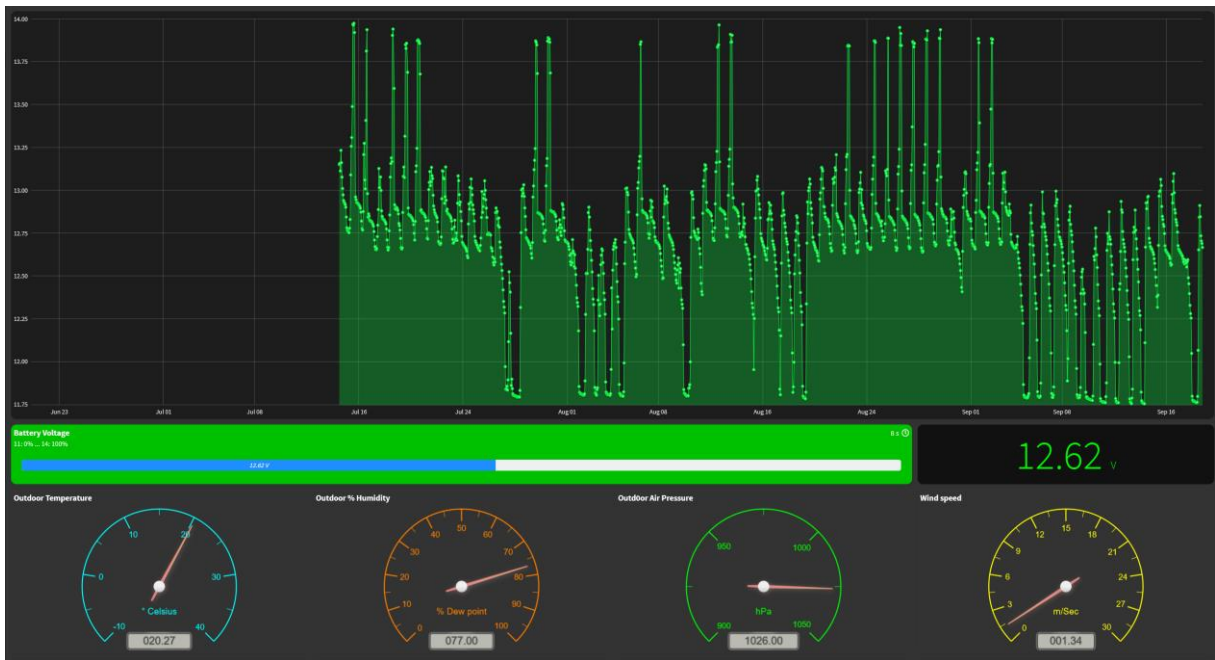 14.00
13.75
13.50
13.25
13.00
12.75
12.50
12.25
12.00
11.75
Jun 23 Jul 01 Jul 08 Jul 16 Jul 24 Aug 01 Aug 08 Aug 16 Aug 24 Sep 01 Sep 08 Sep 16
Battery Voltage 8 s
11: 0% ... 14: 100%
12.62 V
12.62 V
Outdoor Temperature
-10 0 10 20 30 40
° Celsius
020.27
Outdoor % Humidity
0 10 20 30 40 50 60 70 80 90 100
% Dew point
077.00
Outd0or Air Pressure
900 950 1000 1050
hPa
1026.00
Wind speed
0 3 6 9 12 15 18 21 24 27 30
m/Sec
001.34